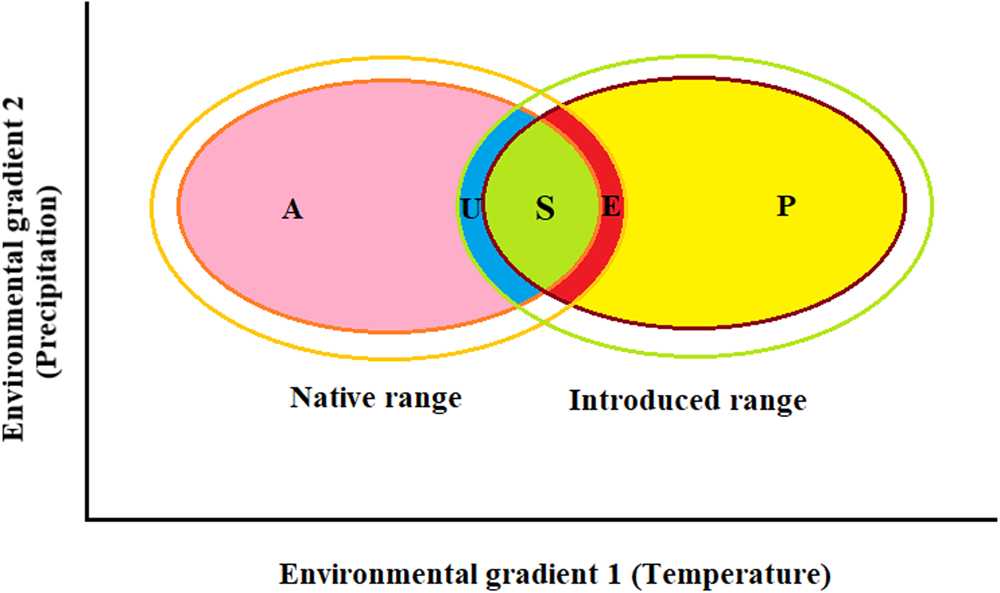 Environmental gradient 2
(Precipitation)
A
U
S
E
P
Native range
Introduced range
Environmental gradient 1 (Temperature)